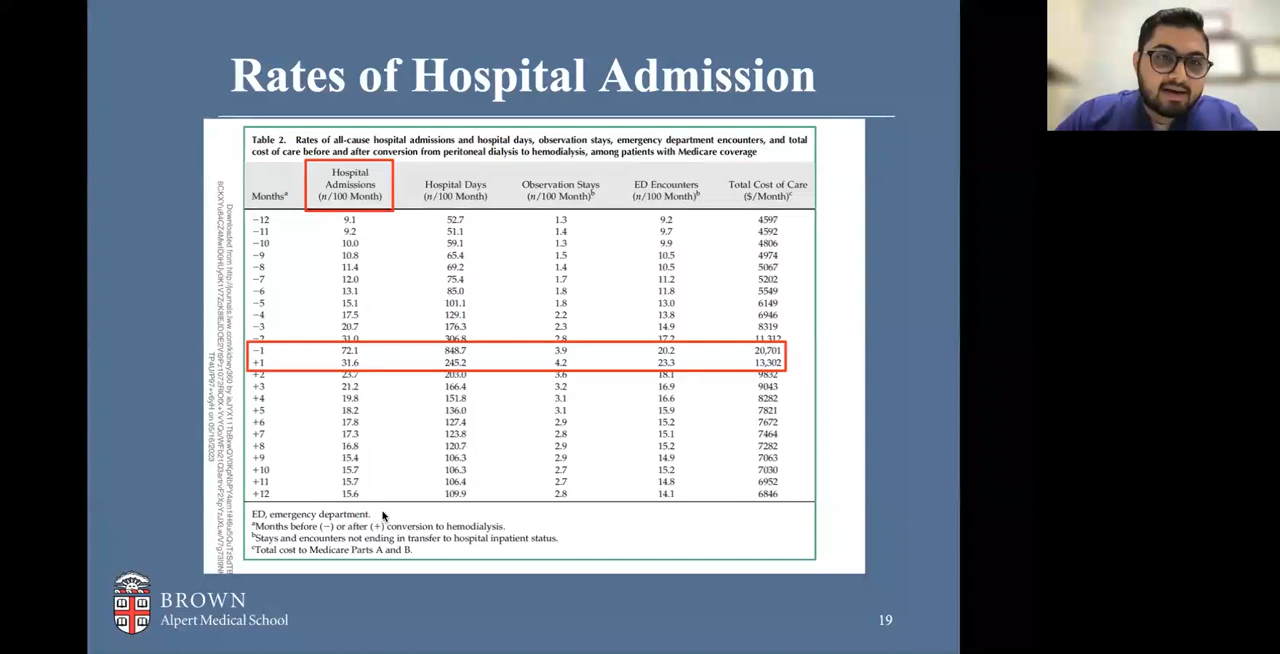 Rates of Hospital Admission
Table 2. Rates of all-cause hospital admissions and hospital days, observation stays, emergency department encounters, and total
cost of care before and after conversion from peritoneal dialysis to hemodialysis, among patients with Medicare coverage
Monthsᵃ Hospital Admissions (n/100 Month) Hospital Days (n/100 Month) Observation Stays (n/100 Month)ᵇ ED Encounters (n/100 Month)ᵇ Total Cost of Care ($/Month)ᶜ
−12 9.1 52.7 1.3 9.2 4597
−11 9.2 51.1 1.4 9.7 4592
−10 10.0 59.1 1.3 9.9 4806
−9 10.8 65.4 1.5 10.5 4974
−8 11.4 69.2 1.4 10.5 5067
−7 12.0 75.4 1.7 11.2 5202
−6 13.1 85.0 1.8 11.8 5549
−5 15.1 101.1 1.8 13.0 6149
−4 17.5 129.1 2.2 13.8 6946
−3 20.7 176.3 2.3 14.9 8319
−2 31.0 306.8 2.8 17.2 11,312
−1 72.1 848.7 3.9 20.2 20,701
+1 31.6 245.2 4.2 23.3 13,302
+2 23.7 203.0 3.6 18.1 9832
+3 21.2 166.4 3.2 16.9 9043
+4 19.8 151.8 3.1 16.6 8282
+5 18.2 136.0 3.1 15.9 7821
+6 17.8 127.4 2.9 15.2 7672
+7 17.3 123.8 2.8 15.1 7464
+8 16.8 120.7 2.9 15.2 7282
+9 15.4 106.3 2.9 14.9 7063
+10 15.7 106.3 2.7 15.2 7030
+11 15.7 106.4 2.7 14.8 6952
+12 15.6 109.9 2.8 14.1 6846
ED, emergency department.
ᵃMonths before (−) or after (+) conversion to hemodialysis.
ᵇStays and encounters not ending in transfer to hospital inpatient status.
ᶜTotal cost to Medicare Parts A and B.
Downloaded from http://journals.lww.com/kidney360 by
on 05/16/2023
BROWN
Alpert Medical School
19